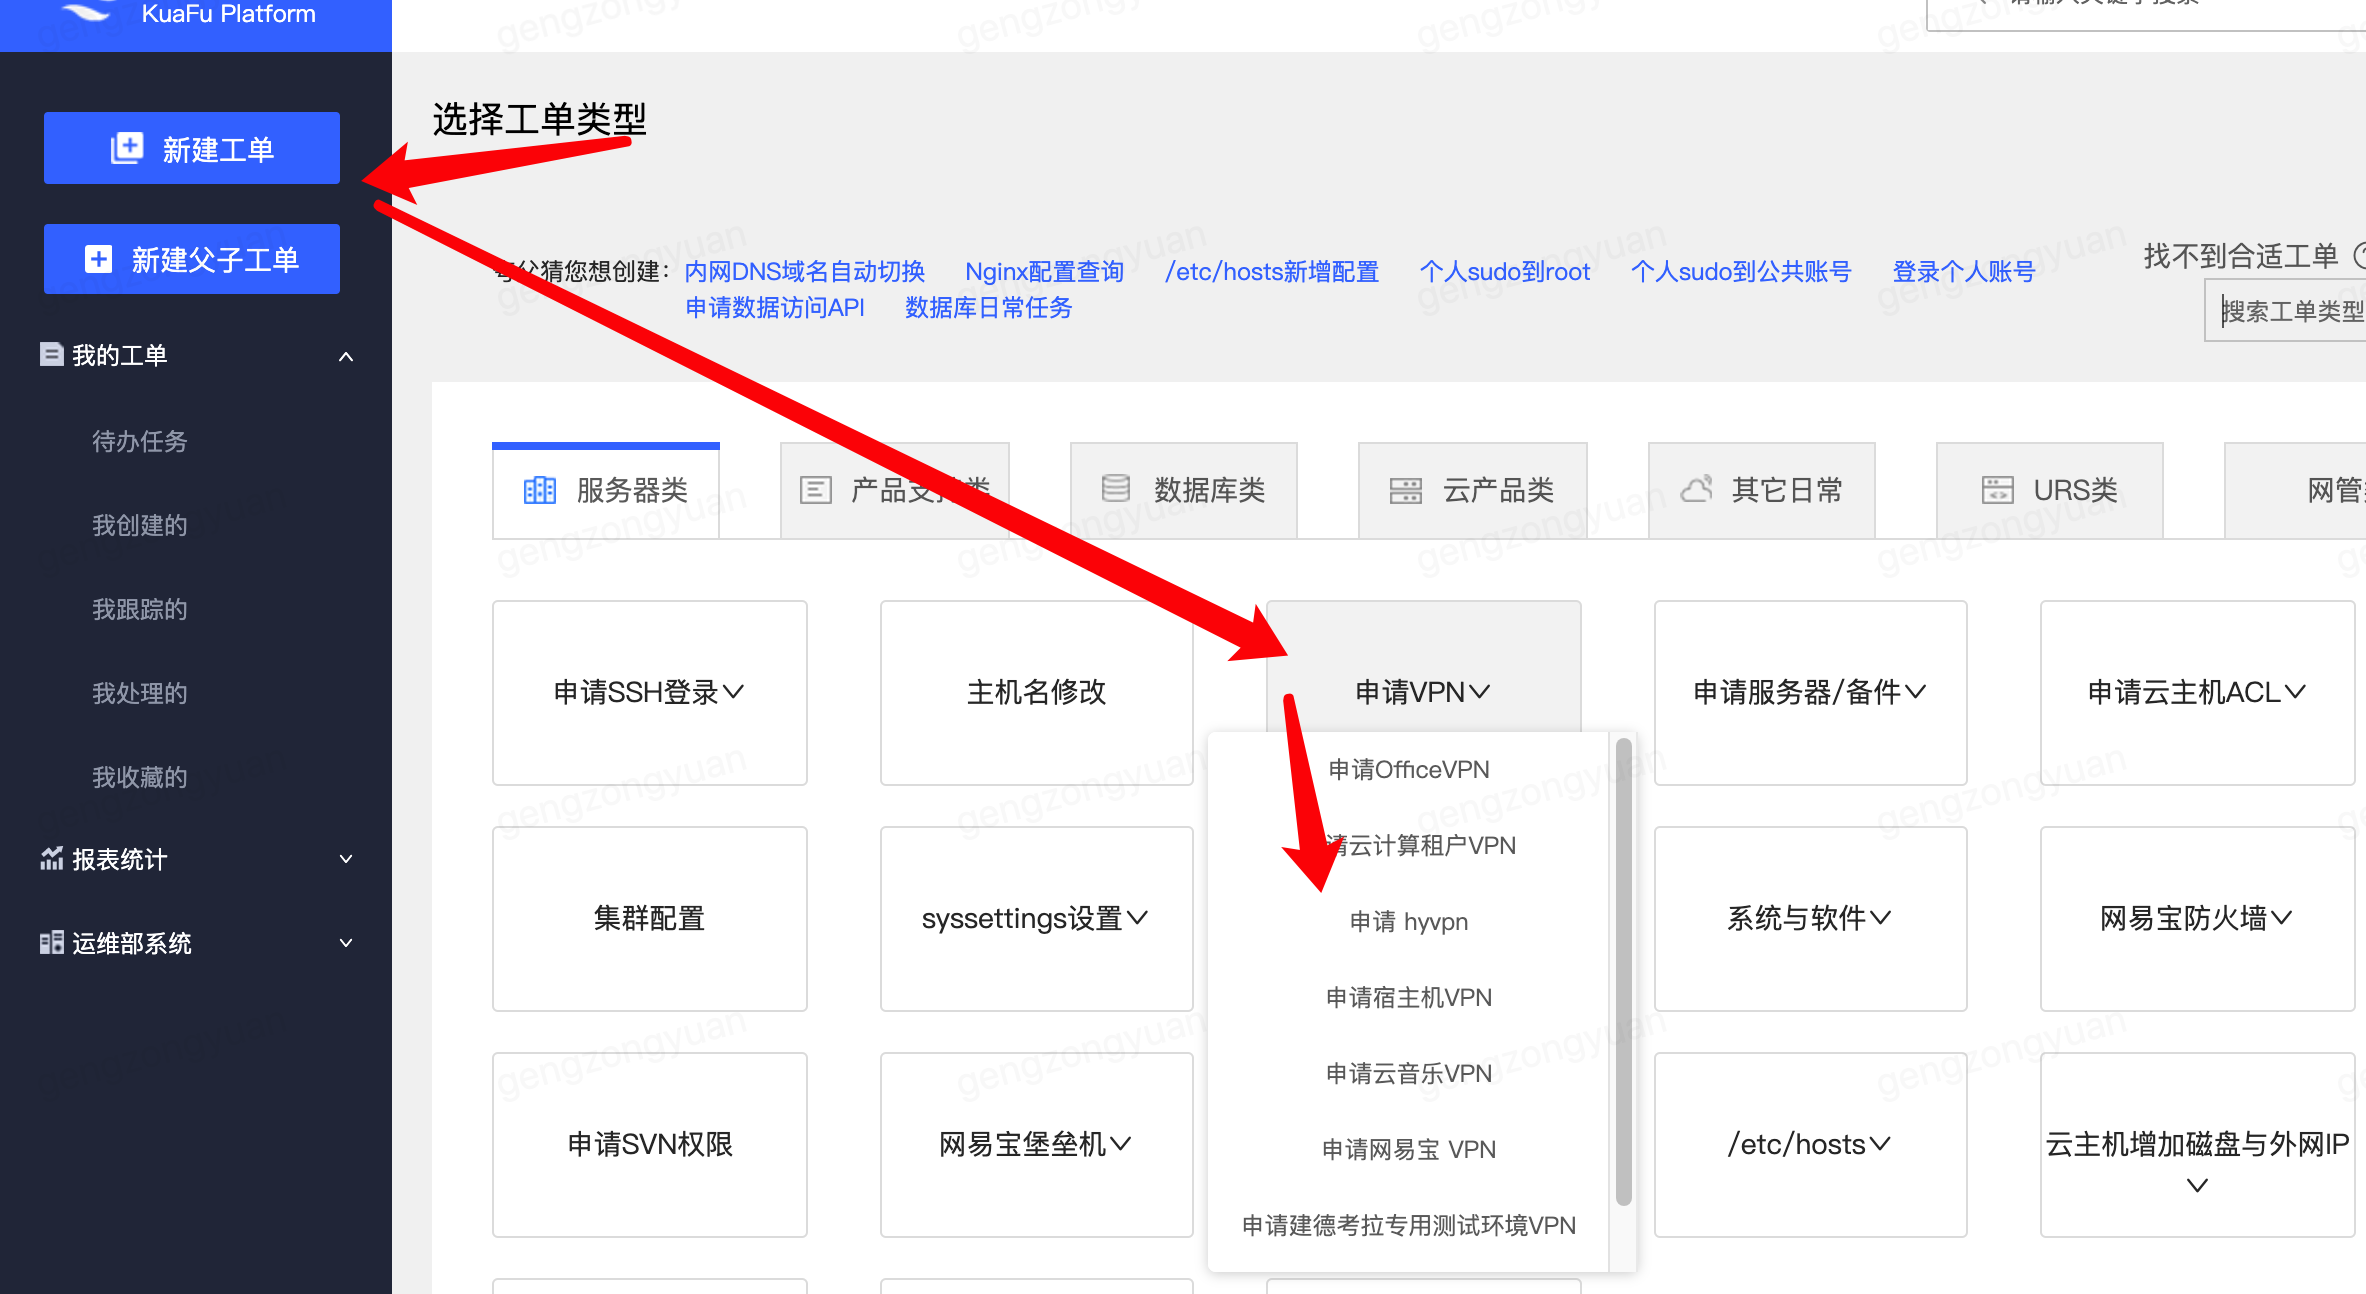 KuaFu Platform
新建工单
新建父子工单
我的工单
待办任务
我创建的
我跟踪的
我处理的
我收藏的
报表统计
运维部系统
选择工单类型
猜您想创建: 内网DNS域名自动切换 Nginx配置查询 /etc/hosts新增配置 个人sudo到root 个人sudo到公共账号 登录个人账号
申请数据访问API 数据库日常任务
找不到合适工单
搜索工单类型
服务器类 产品支持类 数据库类 云产品类 其它日常 URS类 网管
申请SSH登录 主机名修改 申请VPN 申请服务器/备件 申请云主机ACL
申请OfficeVPN
请云计算租户VPN
申请 hyvpn
申请宿主机VPN
申请云音乐VPN
申请网易宝 VPN
申请建德考拉专用测试环境VPN
集群配置 syssettings设置 系统与软件 网易宝防火墙
申请SVN权限 网易宝堡垒机 /etc/hosts 云主机增加磁盘与外网IP
gengzongyuan